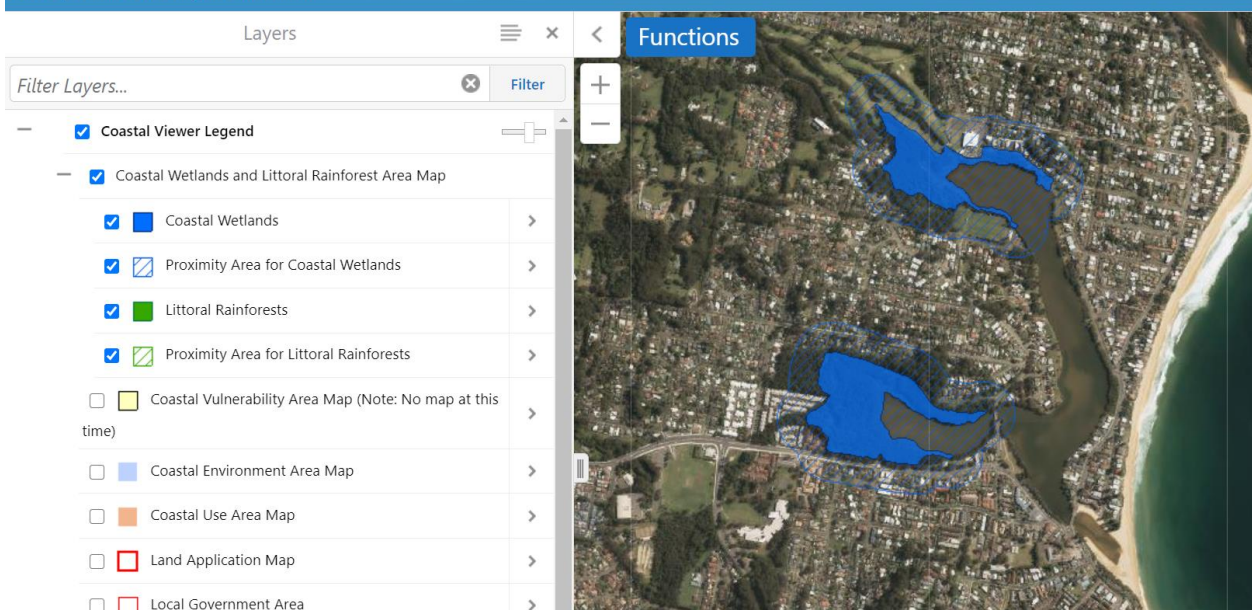 Layers
Functions
Filter Layers...
Filter
Coastal Viewer Legend
Coastal Wetlands and Littoral Rainforest Area Map
Coastal Wetlands
Proximity Area for Coastal Wetlands
Littoral Rainforests
Proximity Area for Littoral Rainforests
Coastal Vulnerability Area Map (Note: No map at this
time)
Coastal Environment Area Map
Coastal Use Area Map
Land Application Map
Local Government Area